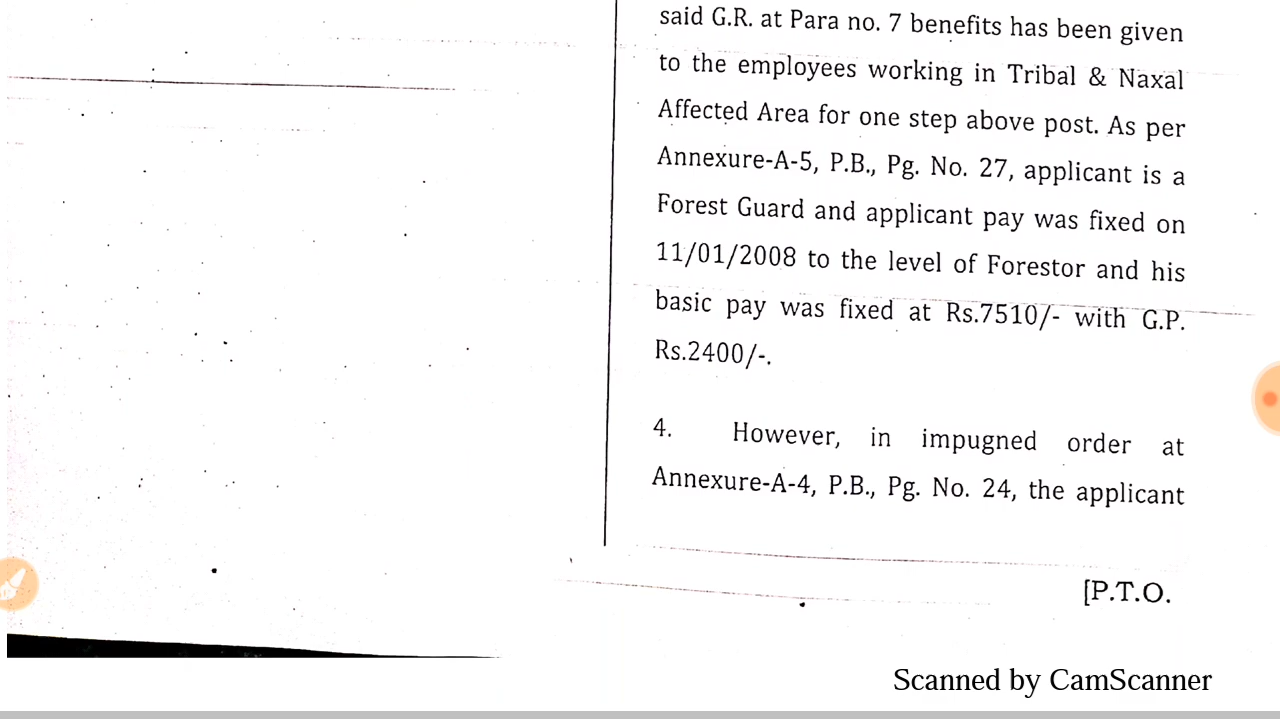 said G.R. at Para no. 7 benefits has been given
to the employees working in Tribal & Naxal
Affected Area for one step above post. As per
Annexure-A-5, P.B., Pg. No. 27, applicant is a
Forest Guard and applicant pay was fixed on
11/01/2008 to the level of Forestor and his
basic pay was fixed at Rs.7510/- with G.P.
Rs.2400/-.
4. However, in impugned order at
Annexure-A-4, P.B., Pg. No. 24, the applicant
[P.T.O.
Scanned by CamScanner